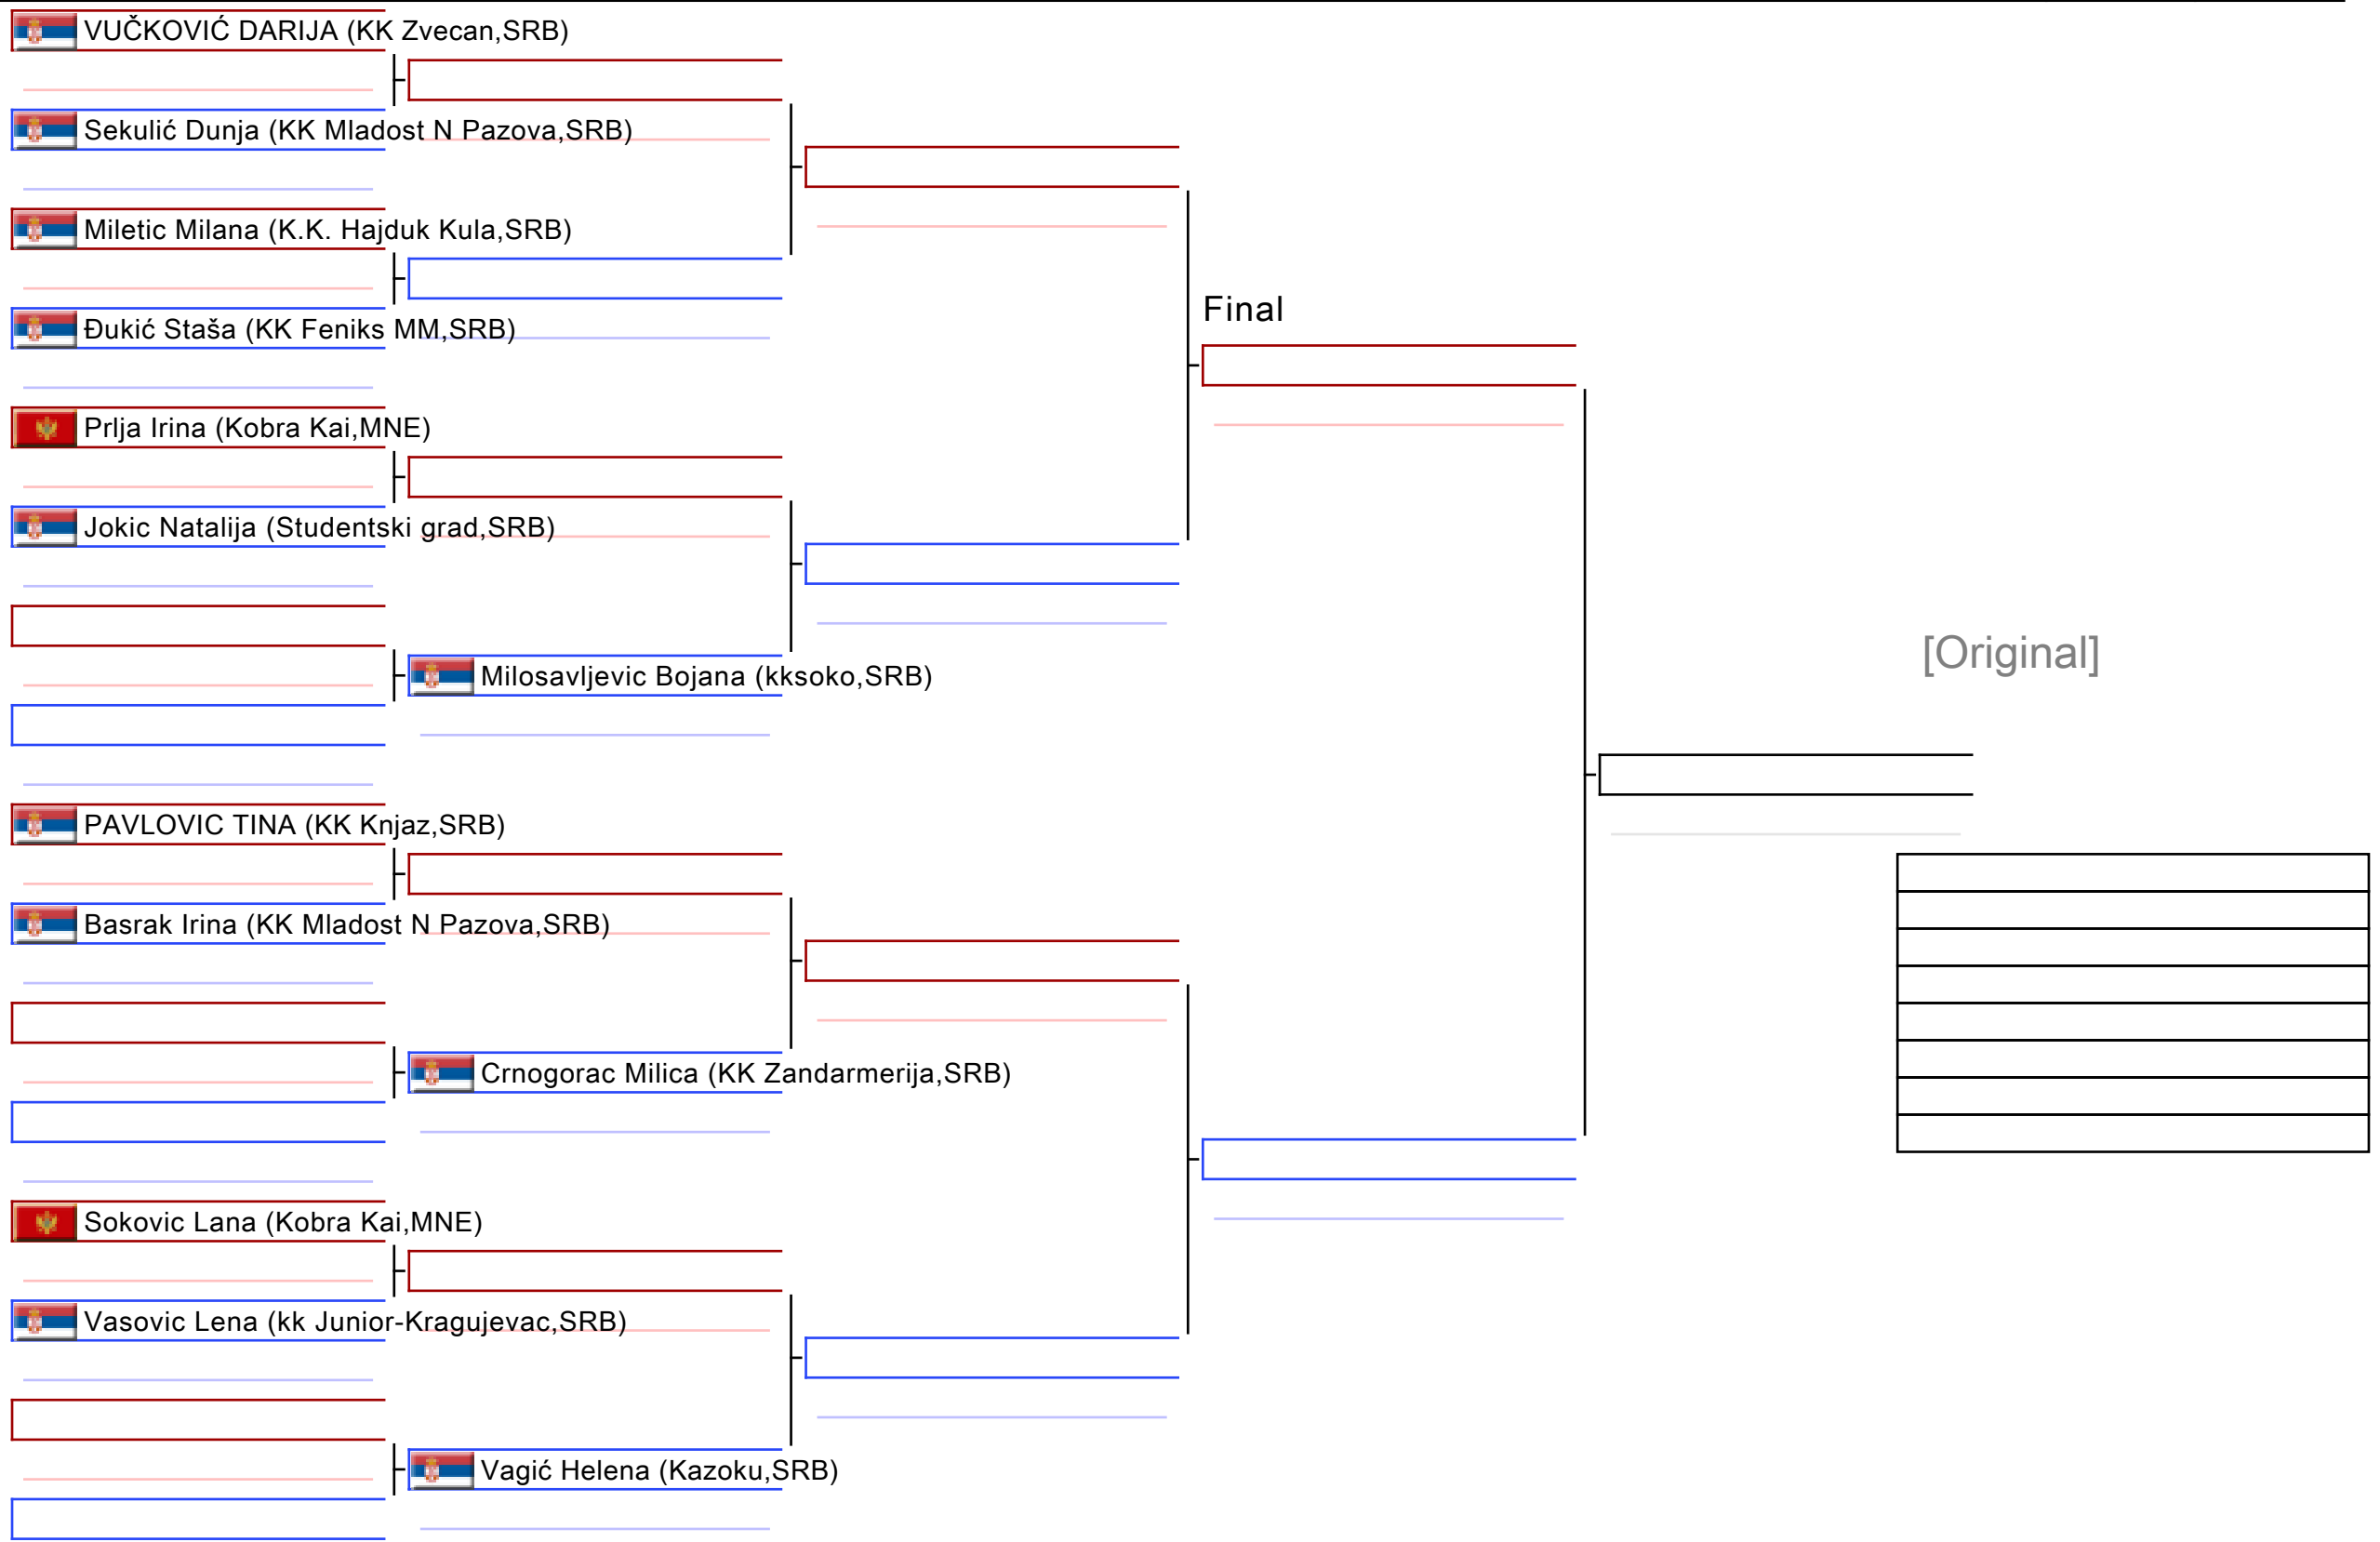 VUČKOVIĆ DARIJA (KK Zvecan,SRB)
Sekulić Dunja (KK Mladost N Pazova,SRB)
Miletic Milana (K.K. Hajduk Kula,SRB)
Final
Đukić Staša (KK Feniks MM,SRB)
Prlja Irina (Kobra Kai,MNE)
Jokic Natalija (Studentski grad,SRB)
[Original]
Milosavljevic Bojana (kksoko,SRB)
PAVLOVIC TINA (KK Knjaz,SRB)
Basrak Irina (KK Mladost N Pazova,SRB)
Crnogorac Milica (KK Zandarmerija,SRB)
Sokovic Lana (Kobra Kai,MNE)
Vasovic Lena (kk Junior-Kragujevac,SRB)
Vagić Helena (Kazoku,SRB)